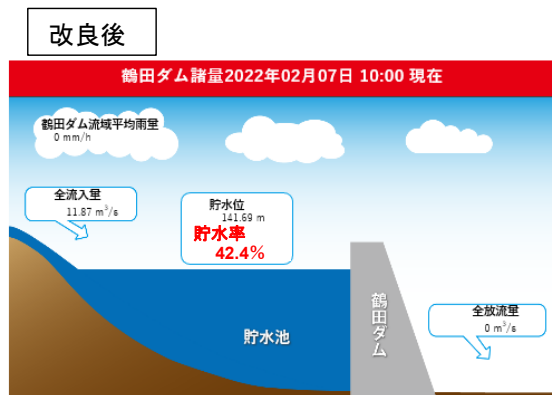 改良後
鶴田ダム諸量2022年02月07日 10:00 現在
鶴田ダム流域平均雨量
0 mm/h
全流入量
11.87 m³/s
貯水位
141.69 m
貯水率
42.4%
鶴田ダム
貯水池
全放流量
0 m³/s